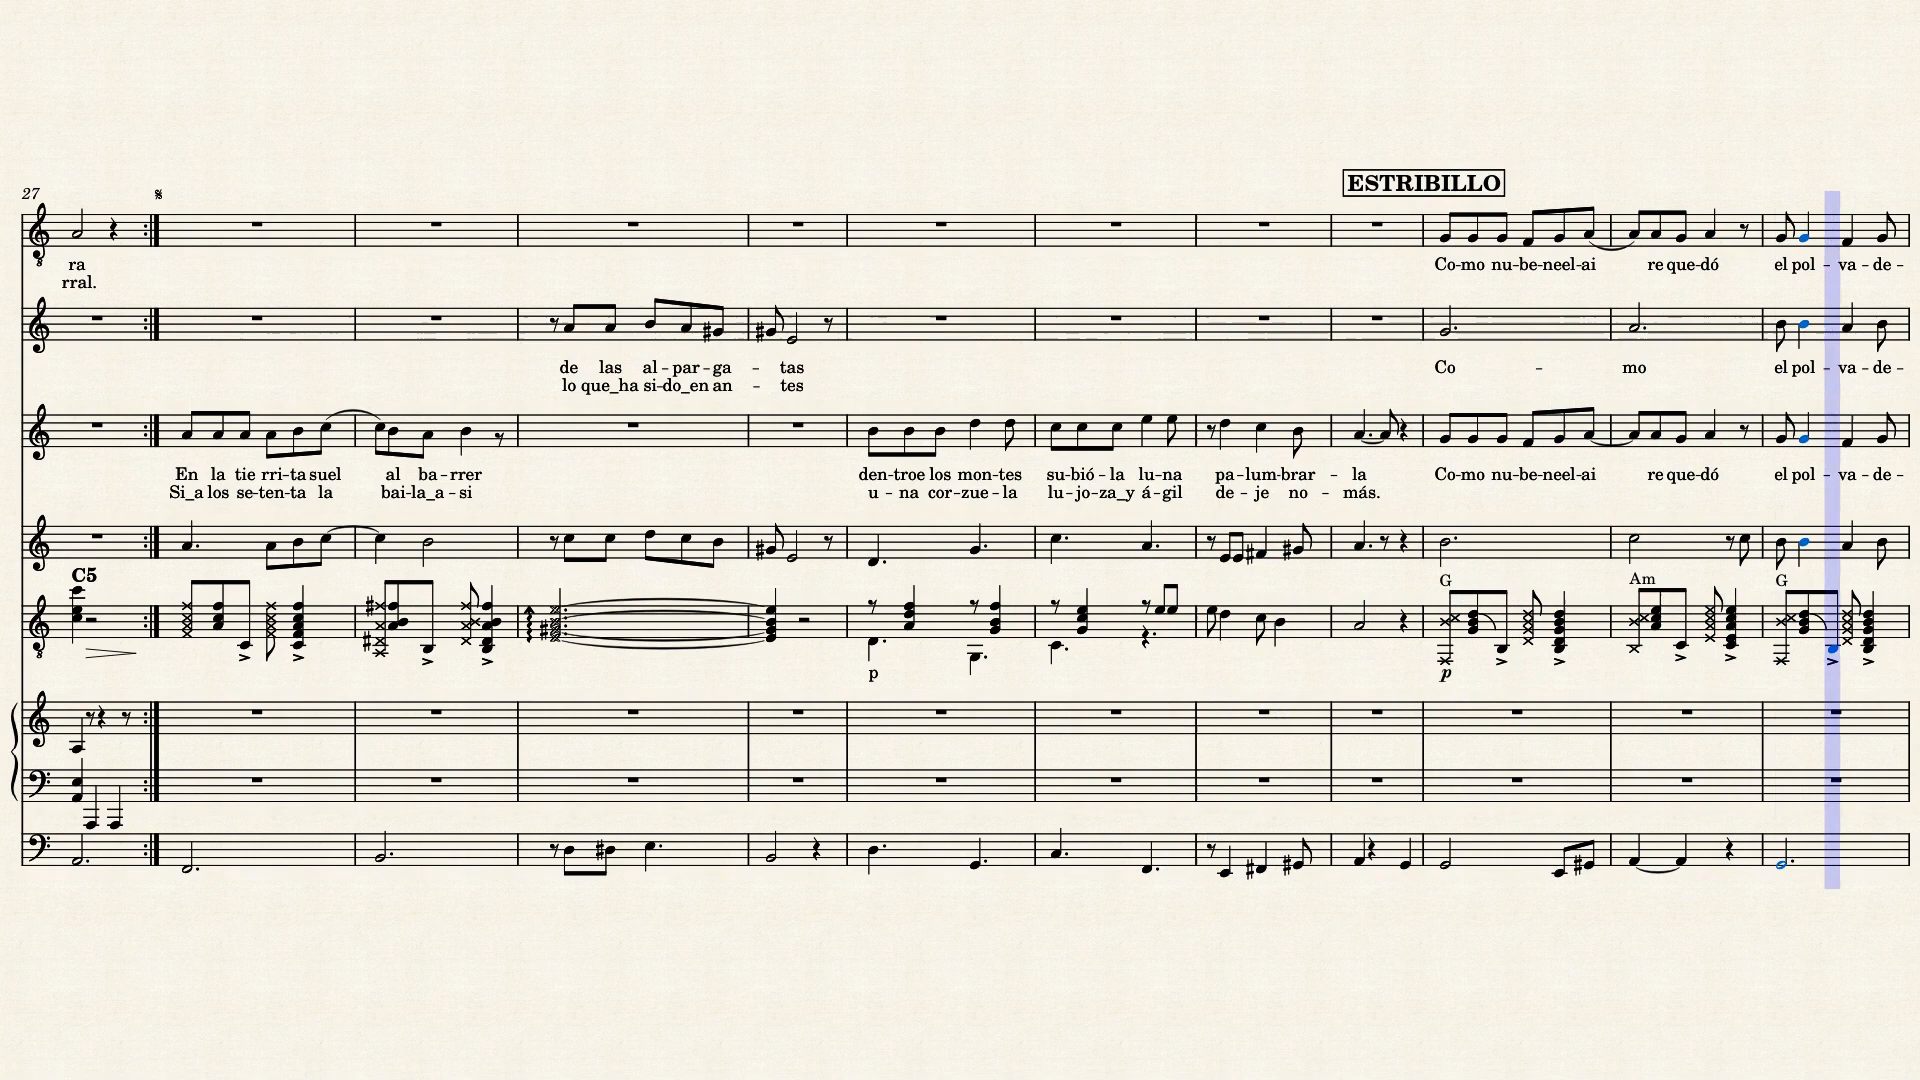 ESTRIBILLO
27
8
ra Co-mo nu-be-neel-ai re que-dó el pol-va-de-
rral.
de las al-par-ga-tas Co-mo el pol-va-de-
lo que_ha si-do_en an-tes
En la tie rri-ta suel al ba-rrer den-troe los mon-tes su-bió-la lu-na pa-lum-brar-la Co-mo nu-be-neel-ai re que-dó el pol-va-de-
Si_a los se-ten-ta la bai-la_a-si u-na cor-zue-la lu-jo-za_y á-gil de-je no-más.
C5 G Am G
8
p p